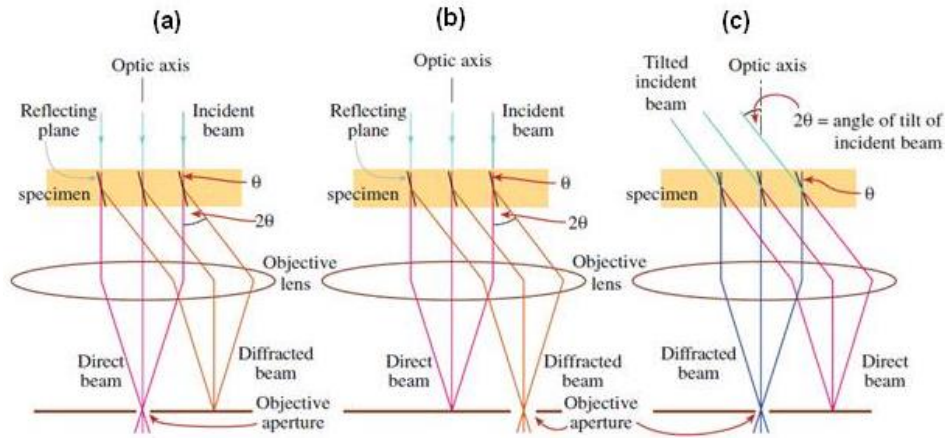 (a)
Optic axis
Reflecting
plane
Incident
beam
specimen
θ
2θ
Objective
lens
Direct
beam
Diffracted
beam
Objective
aperture
(b)
Optic axis
Reflecting
plane
Incident
beam
specimen
θ
2θ
Objective
lens
Direct
beam
Diffracted
beam
Objective
aperture
(c)
Tilted
incident
beam
Optic axis
2θ = angle of tilt of
incident beam
specimen
θ
Diffracted
beam
Direct
beam